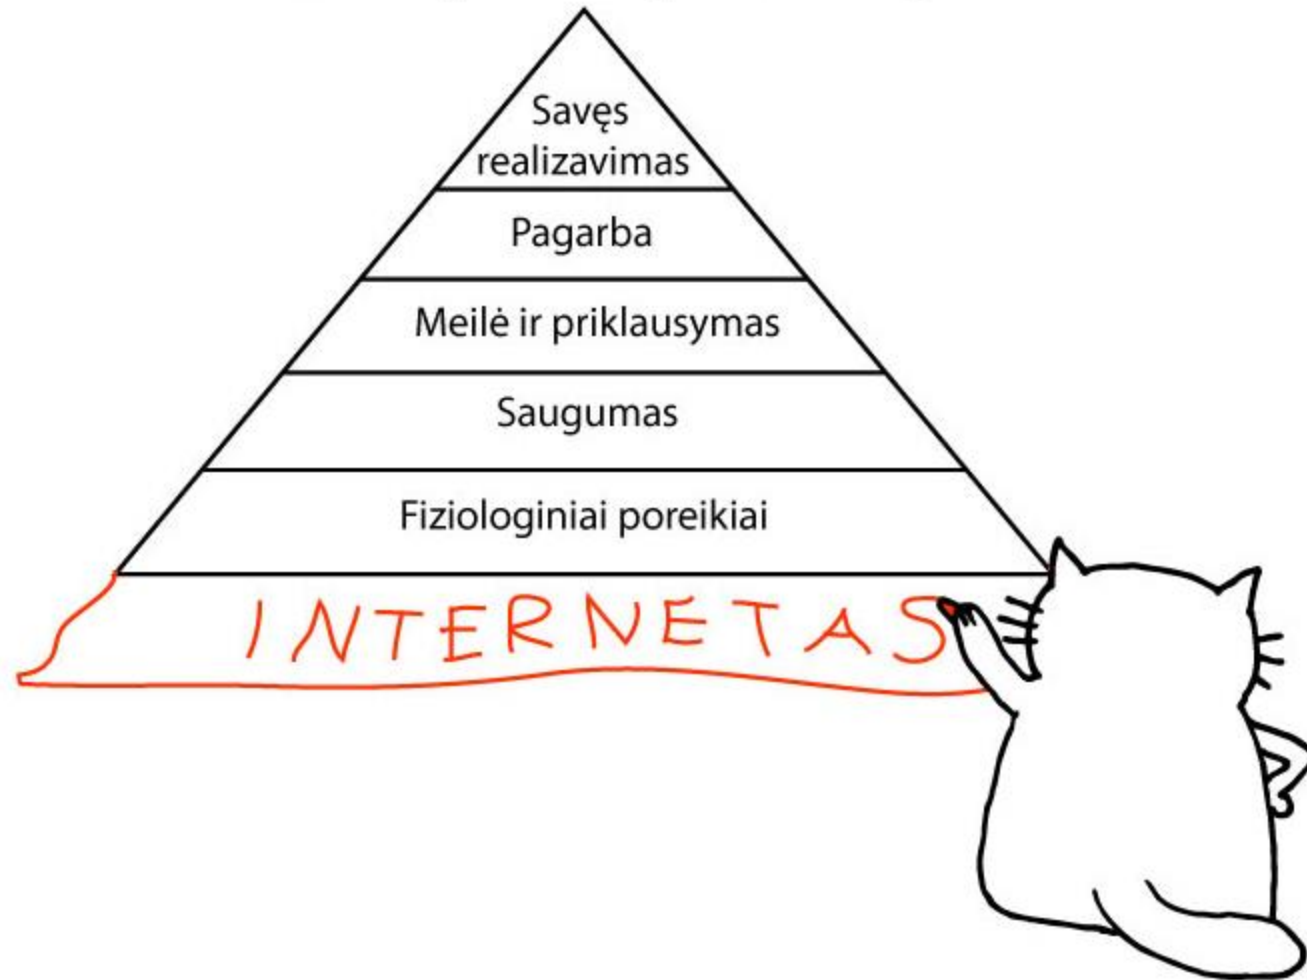 Savęs
realizavimas
Pagarba
Meilė ir priklausymas
Saugumas
Fiziologiniai poreikiai
INTERNETAS